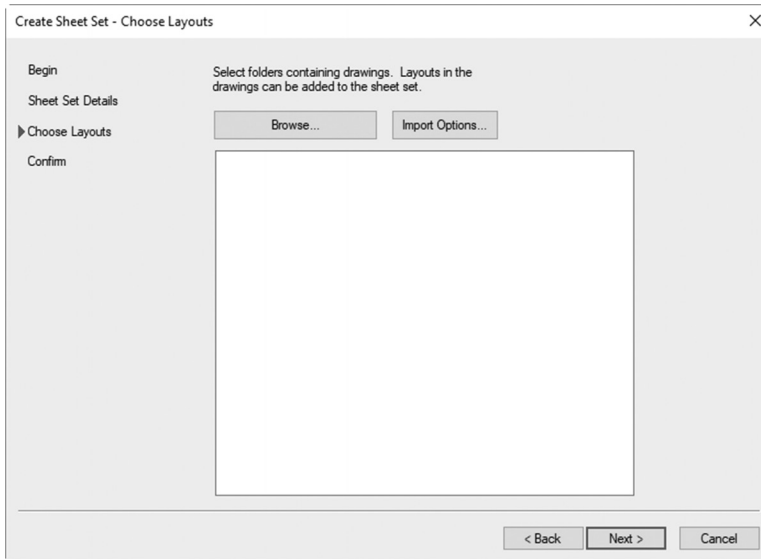 Create Sheet Set - Choose Layouts
Begin
Sheet Set Details
Choose Layouts
Confirm
Select folders containing drawings. Layouts in the
drawings can be added to the sheet set.
Browse...
Import Options...
< Back
Next >
Cancel